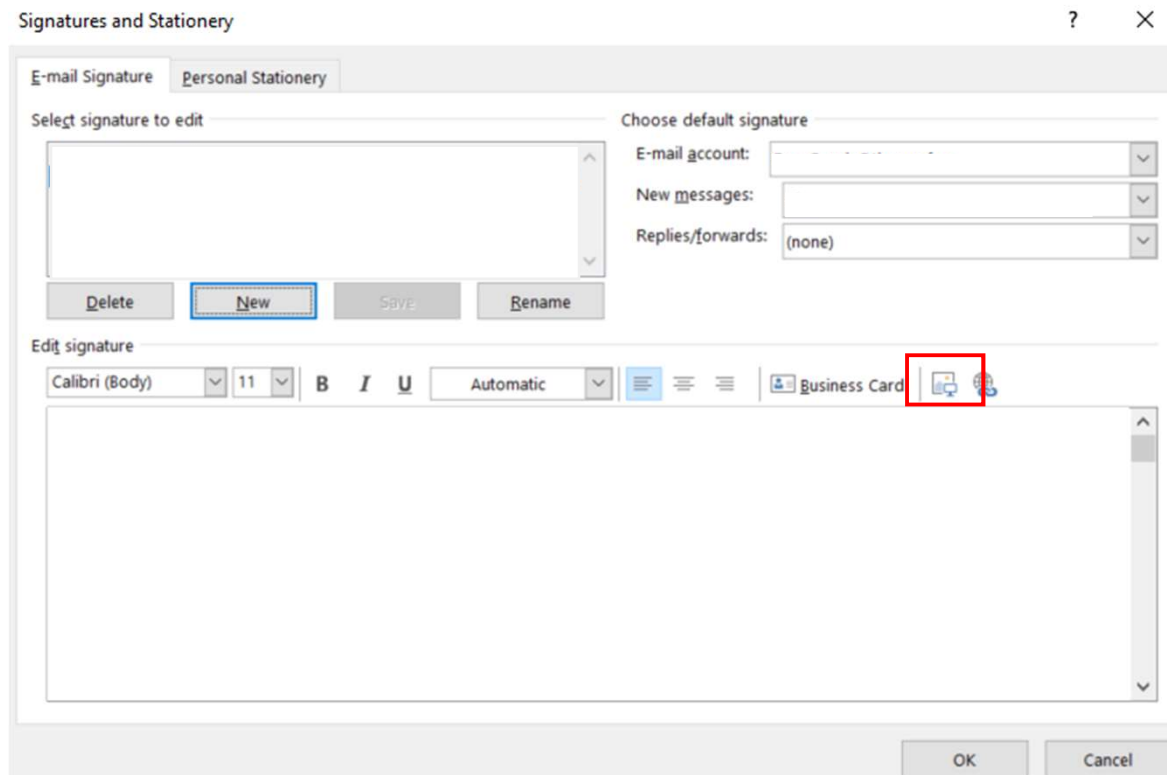 Signatures and Stationery ?
E-mail Signature Personal Stationery
Select signature to edit
Choose default signature
E-mail account:
New messages:
Replies/forwards: (none)
Delete New Save Rename
Edit signature
Calibri (Body) 11 B I U Automatic Business Card
OK Cancel